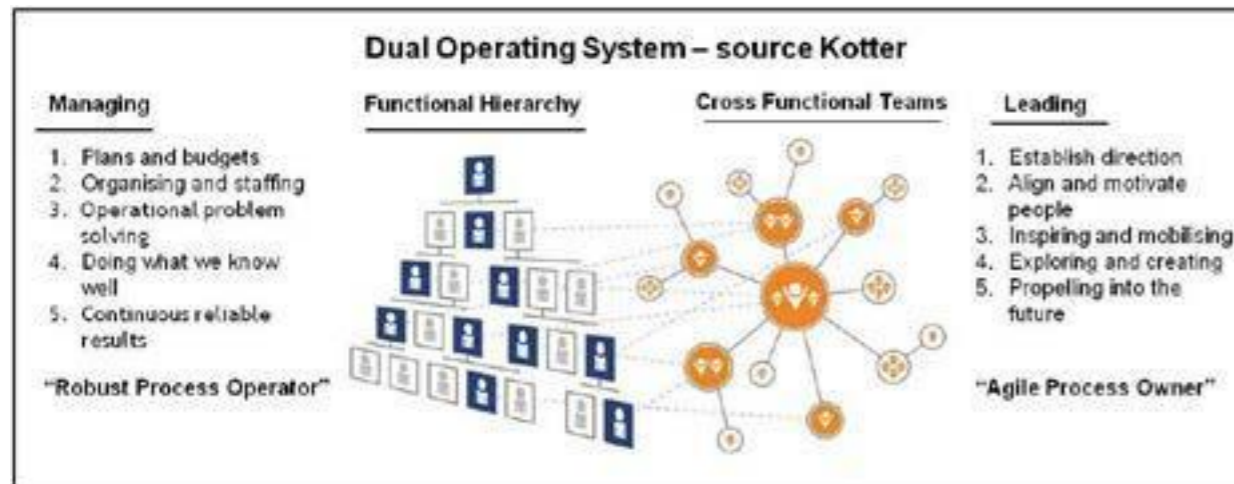 Dual Operating System – source Kotter
Managing
1. Plans and budgets
2. Organising and staffing
3. Operational problem
solving
4. Doing what we know
well
5. Continuous reliable
results
"Robust Process Operator"
Functional Hierarchy
Cross Functional Teams
Leading
1. Establish direction
2. Align and motivate
people
3. Inspiring and mobilising
4. Exploring and creating
5. Propelling into the
future
"Agile Process Owner"